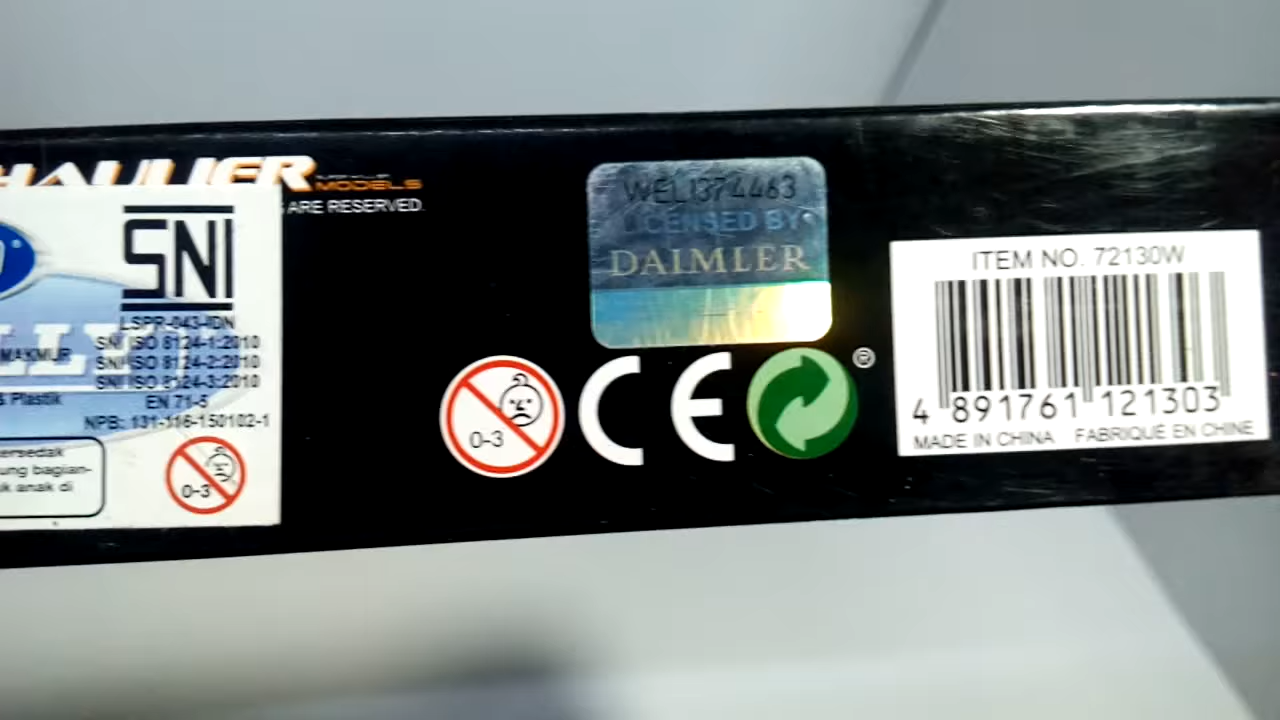 HAULIER
MODELS
ARE RESERVED.
SNI
LSPR-043-IDN
SNI ISO 8124-1:2010
MAKMUR
SNI ISO 8124-2:2010
SNI ISO 8124-3:2010
Plastik
EN 71-5
NPB: 131-116-150102-1
ersedak
ung bagian-
k anak di
0-3
0-3
CE
WEL1374463
LICENSED BY
DAIMLER
®
ITEM NO. 72130W
4 891761 121303
MADE IN CHINA FABRIQUÉ EN CHINE